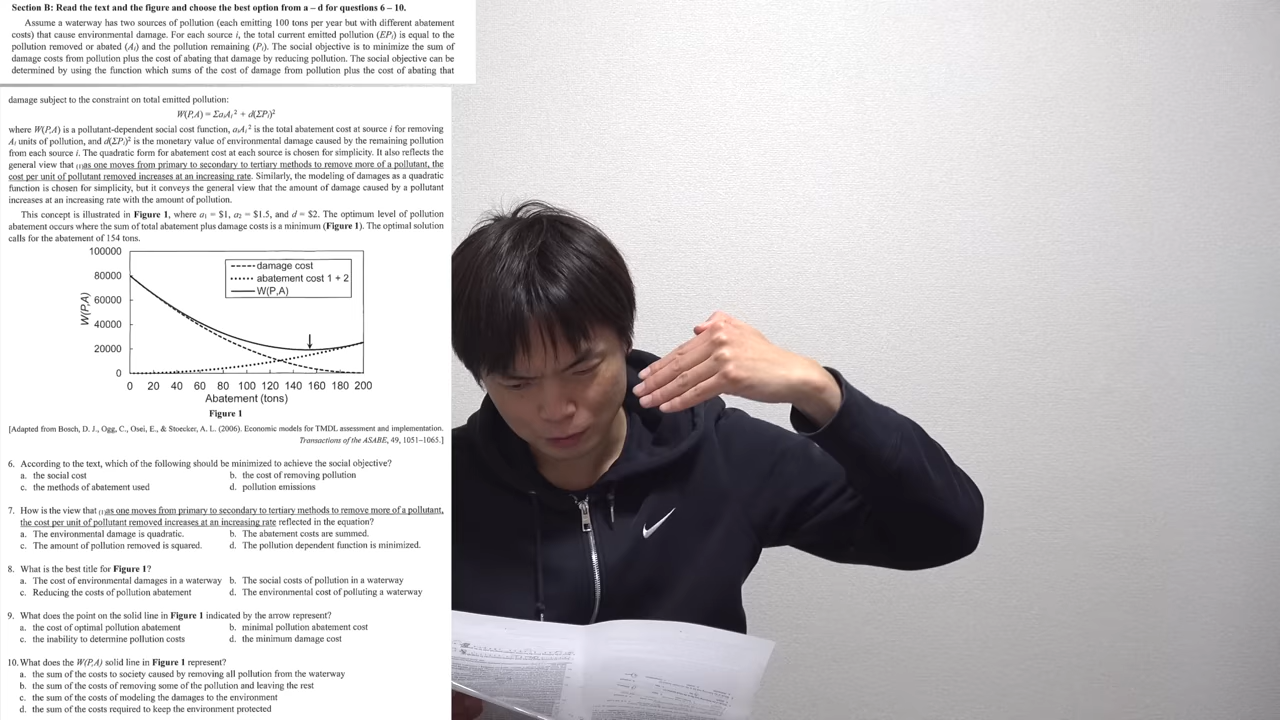 Section B: Read the text and the figure and choose the best option from a – d for questions 6 – 10.
Assume a waterway has two sources of pollution (each emitting 100 tons per year but with different abatement
costs) that cause environmental damage. For each source i, the total current emitted pollution (EPᵢ) is equal to the
pollution removed or abated (Aᵢ) and the pollution remaining (Pᵢ). The social objective is to minimize the sum of
damage costs from pollution plus the cost of abating that damage by reducing pollution. The social objective can be
determined by using the function which sums of the cost of damage from pollution plus the cost of abating that
damage subject to the constraint on total emitted pollution:
W(P,A) = ΣaᵢAᵢ² + d(ΣPᵢ)²
where W(P,A) is a pollutant-dependent social cost function, aᵢAᵢ² is the total abatement cost at source i for removing
Aᵢ units of pollution, and d(ΣPᵢ)² is the monetary value of environmental damage caused by the remaining pollution
from each source i. The quadratic form for abatement cost at each source is chosen for simplicity. It also reflects the
general view that (1)as one moves from primary to secondary to tertiary methods to remove more of a pollutant, the
cost per unit of pollutant removed increases at an increasing rate. Similarly, the modeling of damages as a quadratic
function is chosen for simplicity, but it conveys the general view that the amount of damage caused by a pollutant
increases at an increasing rate with the amount of pollution.
This concept is illustrated in Figure 1, where a₁ = $1, a₂ = $1.5, and d = $2. The optimum level of pollution
abatement occurs where the sum of total abatement plus damage costs is a minimum (Figure 1). The optimal solution
calls for the abatement of 154 tons.
100000
80000
60000
40000
20000
0
W(P,A)
damage cost
abatement cost 1 + 2
W(P,A)
0 20 40 60 80 100 120 140 160 180 200
Abatement (tons)
Figure 1
[Adapted from Bosch, D. J., Ogg, C., Osei, E., & Stoecker, A. L. (2006). Economic models for TMDL assessment and implementation.
Transactions of the ASABE, 49, 1051–1065.]
6. According to the text, which of the following should be minimized to achieve the social objective?
a. the social cost b. the cost of removing pollution
c. the methods of abatement used d. pollution emissions
7. How is the view that (1)as one moves from primary to secondary to tertiary methods to remove more of a pollutant,
the cost per unit of pollutant removed increases at an increasing rate reflected in the equation?
a. The environmental damage is quadratic. b. The abatement costs are summed.
c. The amount of pollution removed is squared. d. The pollution dependent function is minimized.
8. What is the best title for Figure 1?
a. The cost of environmental damages in a waterway b. The social costs of pollution in a waterway
c. Reducing the costs of pollution abatement d. The environmental cost of polluting a waterway
9. What does the point on the solid line in Figure 1 indicated by the arrow represent?
a. the cost of optimal pollution abatement b. minimal pollution abatement cost
c. the inability to determine pollution costs d. the minimum damage cost
10. What does the W(P,A) solid line in Figure 1 represent?
a. the sum of the costs to society caused by removing all pollution from the waterway
b. the sum of the costs of removing some of the pollution and leaving the rest
c. the sum of the costs of modeling the damages to the environment
d. the sum of the costs required to keep the environment protected